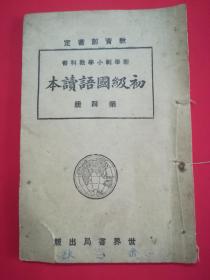 教育部審定
新學制小學教科書
初級國語讀本
第四冊
世界書局出版